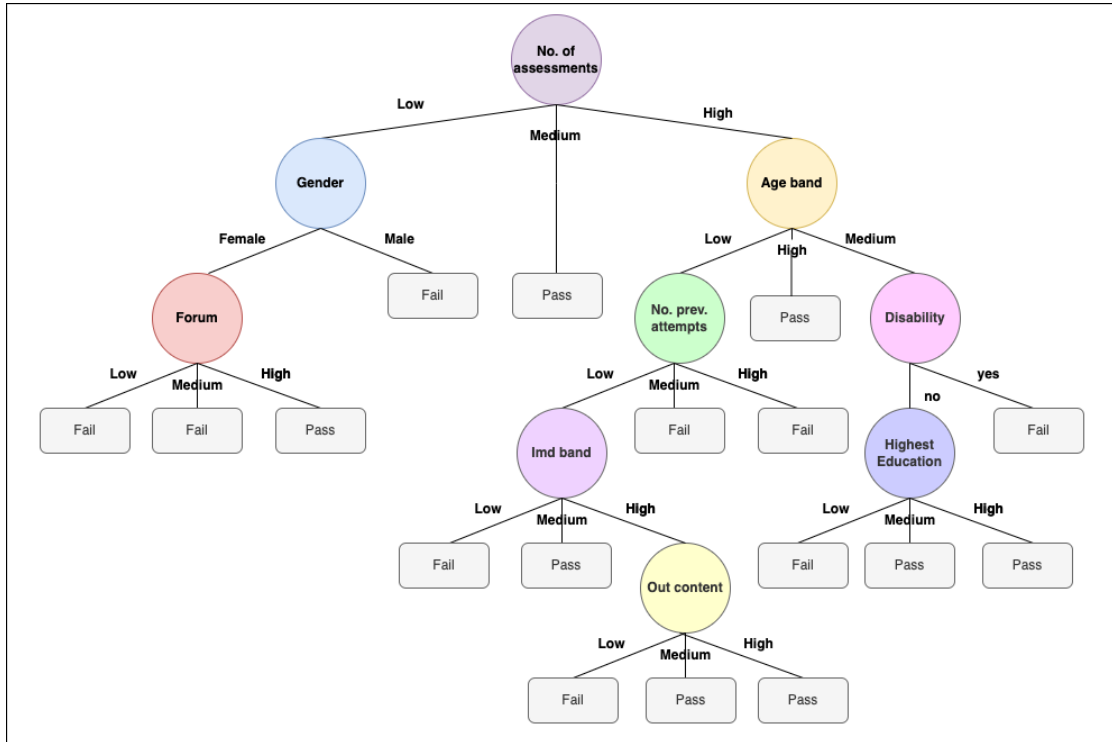 No. of
assessments
Low
Medium
High
Gender
Age band
Female
Male
Low
High
Medium
Forum
Fail
Pass
No. prev.
attempts
Pass
Disability
Low
Medium
High
Low
Medium
High
no
yes
Fail
Fail
Pass
Imd band
Fail
Fail
Highest
Education
Fail
Low
Medium
High
Low
Medium
High
Fail
Pass
Out content
Fail
Pass
Pass
Low
Medium
High
Fail
Pass
Pass